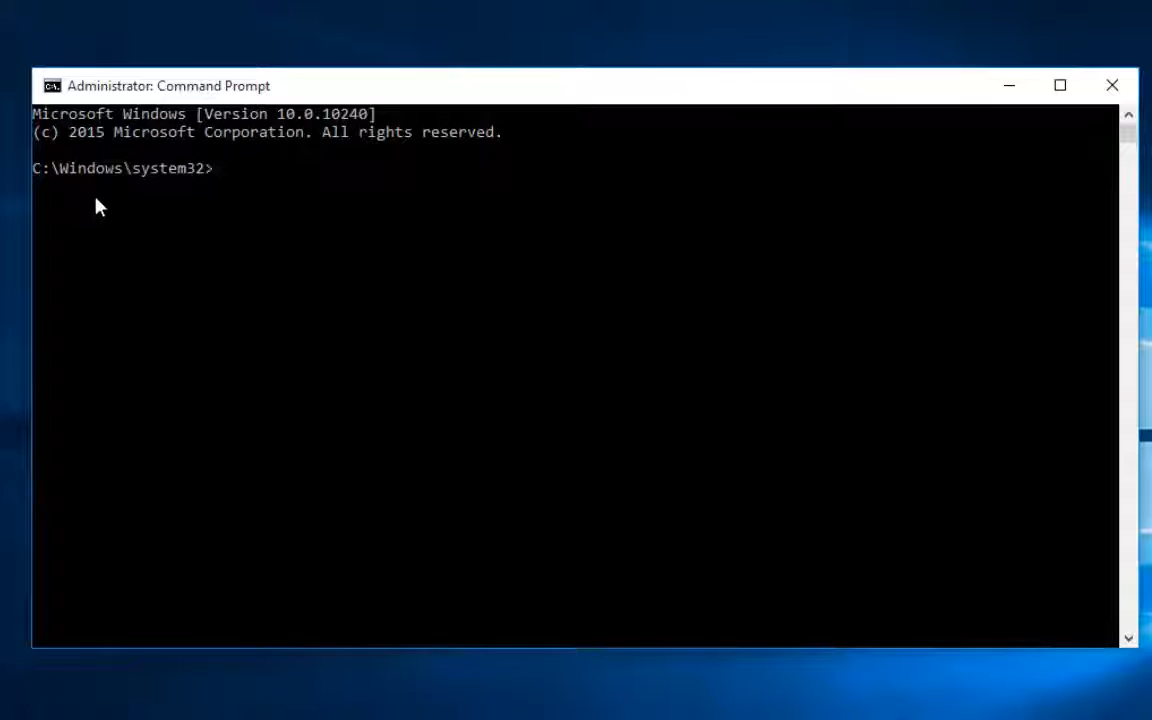 Administrator: Command Prompt
Microsoft Windows [Version 10.0.10240]
(c) 2015 Microsoft Corporation. All rights reserved.
C:\Windows\system32>